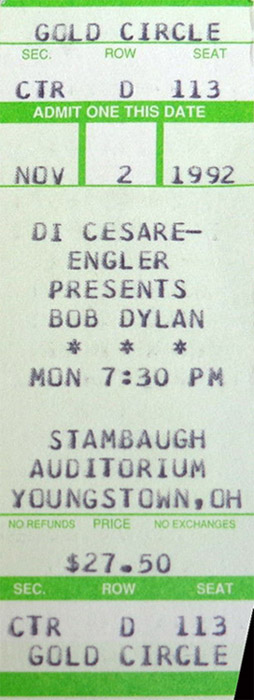 GOLD CIRCLE
SEC. ROW SEAT
CTR D 113
ADMIT ONE THIS DATE
NOV 2 1992
DI CESARE-
ENGLER
PRESENTS
BOB DYLAN
* * *
MON 7:30 PM
STAMBAUGH
AUDITORIUM
YOUNGSTOWN,OH
NO REFUNDS PRICE NO EXCHANGES
$27.50
SEC. ROW SEAT
CTR D 113
GOLD CIRCLE